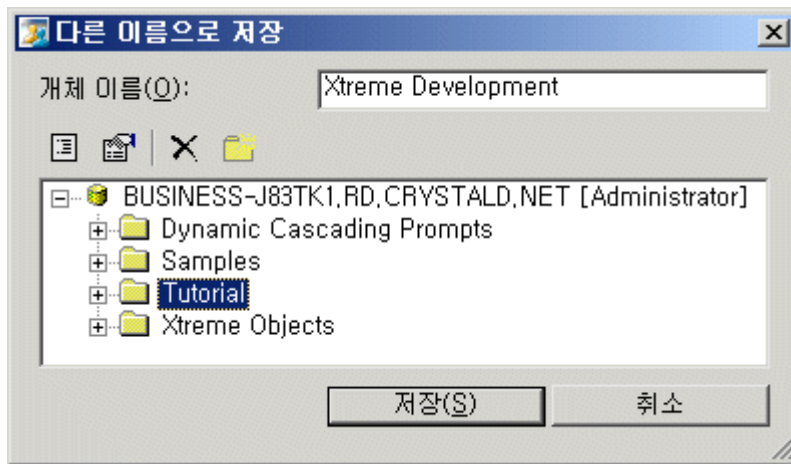 다른 이름으로 저장
개체 이름(O):
Xtreme Development
BUSINESS-J83TK1,RD,CRYSTALD,NET [Administrator]
Dynamic Cascading Prompts
Samples
Tutorial
Xtreme Objects
저장(S)
취소